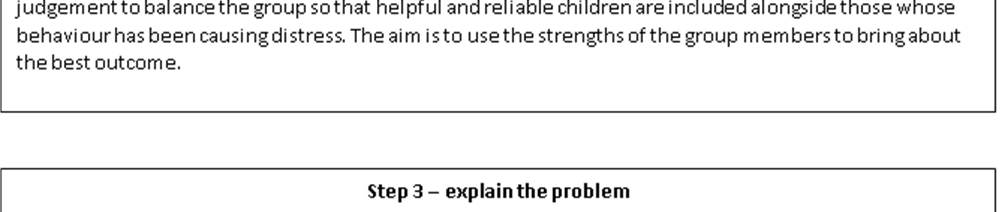 judgement to balance the group so that helpful and reliable children are included alongside those whose
behaviour has been causing distress. The aim is to use the strengths of the group members to bring about
the best outcome.
Step 3 – explain the problem